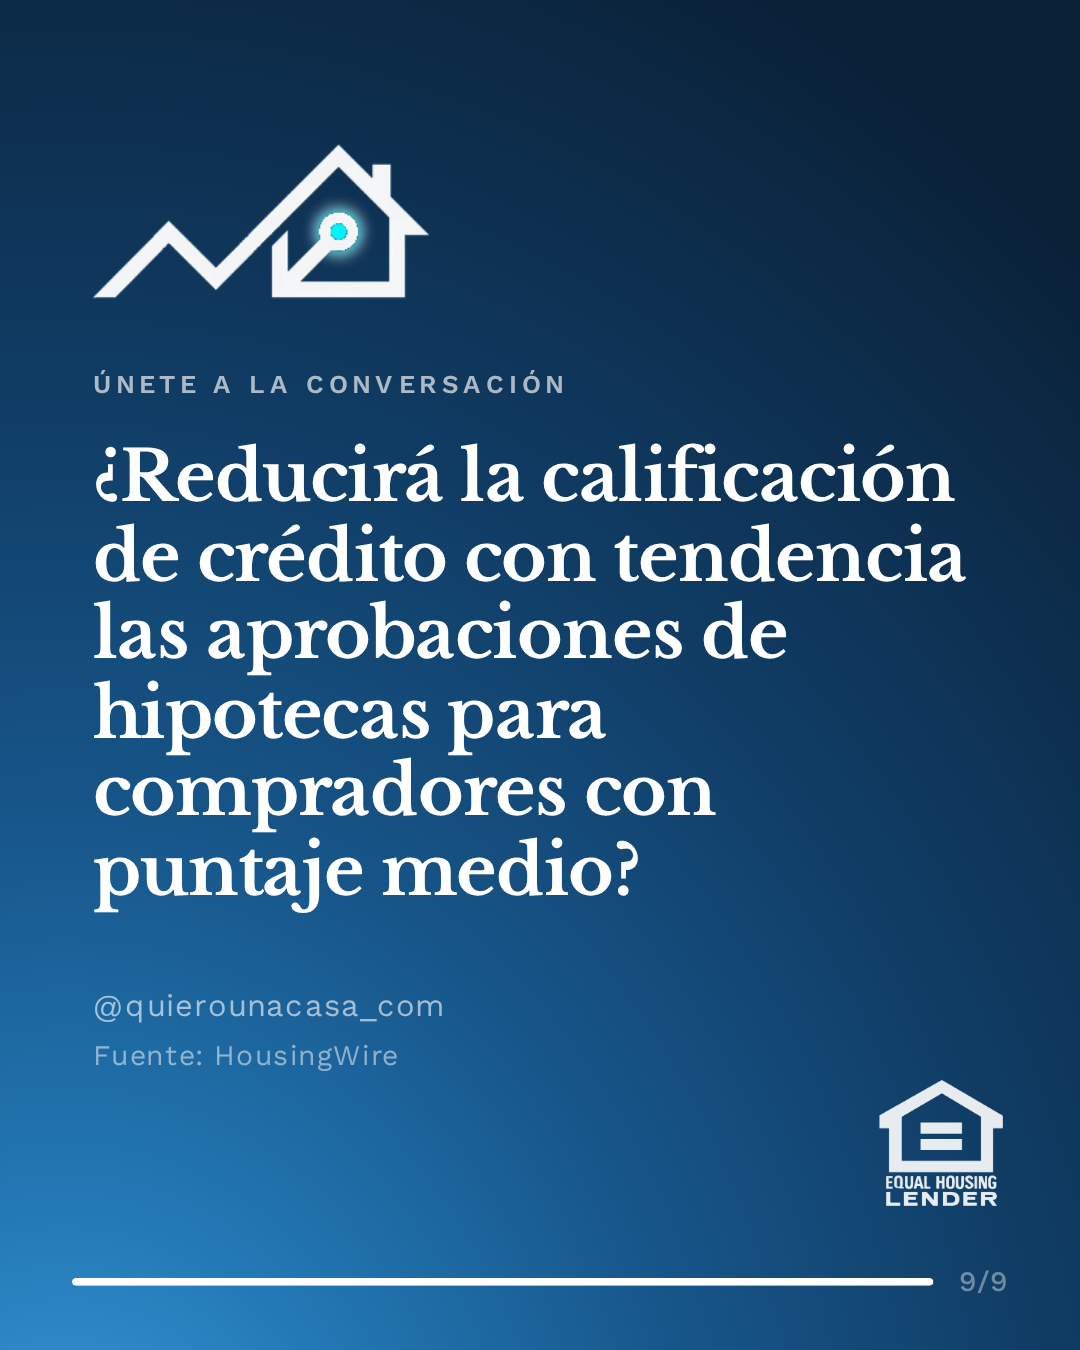 ÚNETE A LA CONVERSACIÓN
¿Reducirá la calificación
de crédito con tendencia
las aprobaciones de
hipotecas para
compradores con
puntaje medio?
@quierounacasa_com
Fuente: HousingWire
EQUAL HOUSING
LENDER
9/9